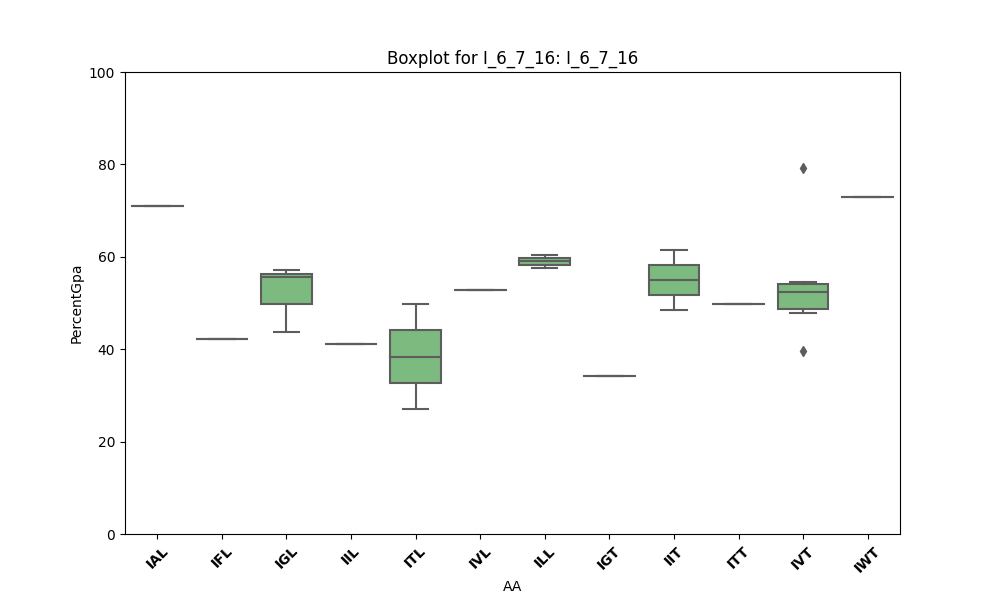 Boxplot for I_6_7_16: I_6_7_16
100
80
60
40
20
0
PercentGpa
IAL IFL IGL IIL ITL IVL ILL IGT IIT ITT IVT IWT
AA